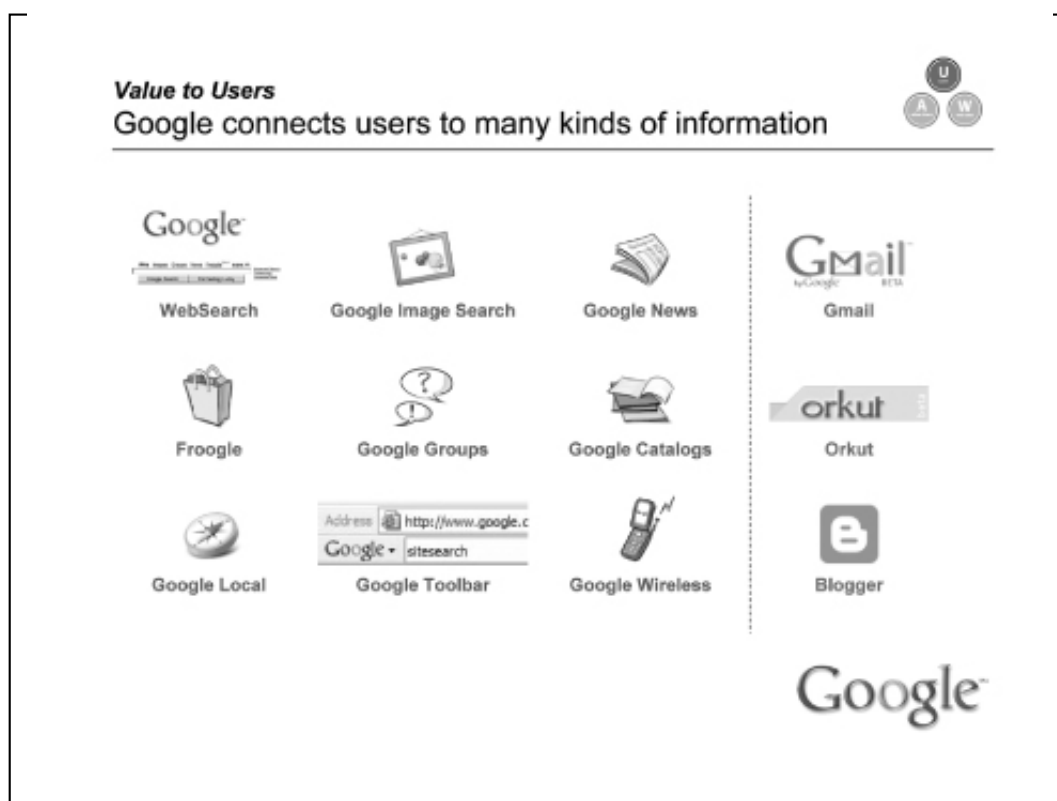 Value to Users
Google connects users to many kinds of information
U
A W
Google
WebSearch
Google Image Search
Google News
Gmail
by Google BETA
Gmail
Froogle
? !
Google Groups
Google Catalogs
orkut beta
Orkut
Google Local
Address http://www.google.c
Google sitesearch
Google Toolbar
Google Wireless
Blogger
Google